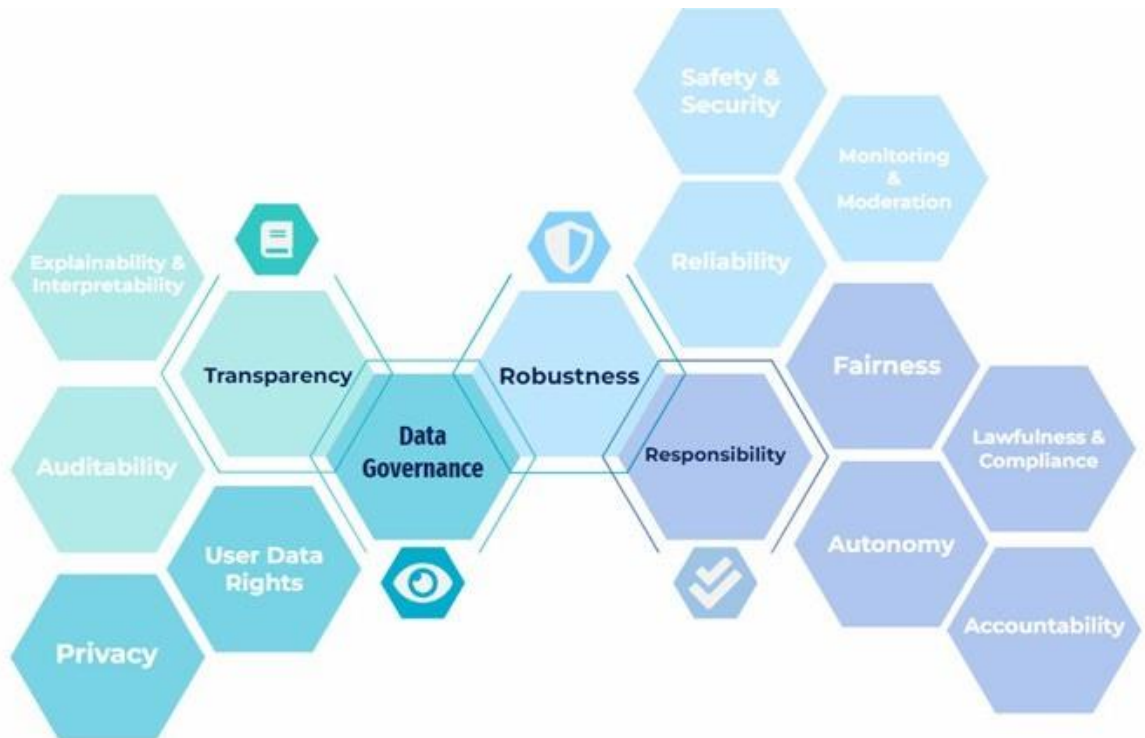 Safety &
Security
Monitoring
&
Moderation
Explainability &
Interpretability
Reliability
Transparency
Robustness
Fairness
Data
Governance
Responsibility
Lawfulness &
Compliance
Auditability
User Data
Rights
Autonomy
Privacy
Accountability